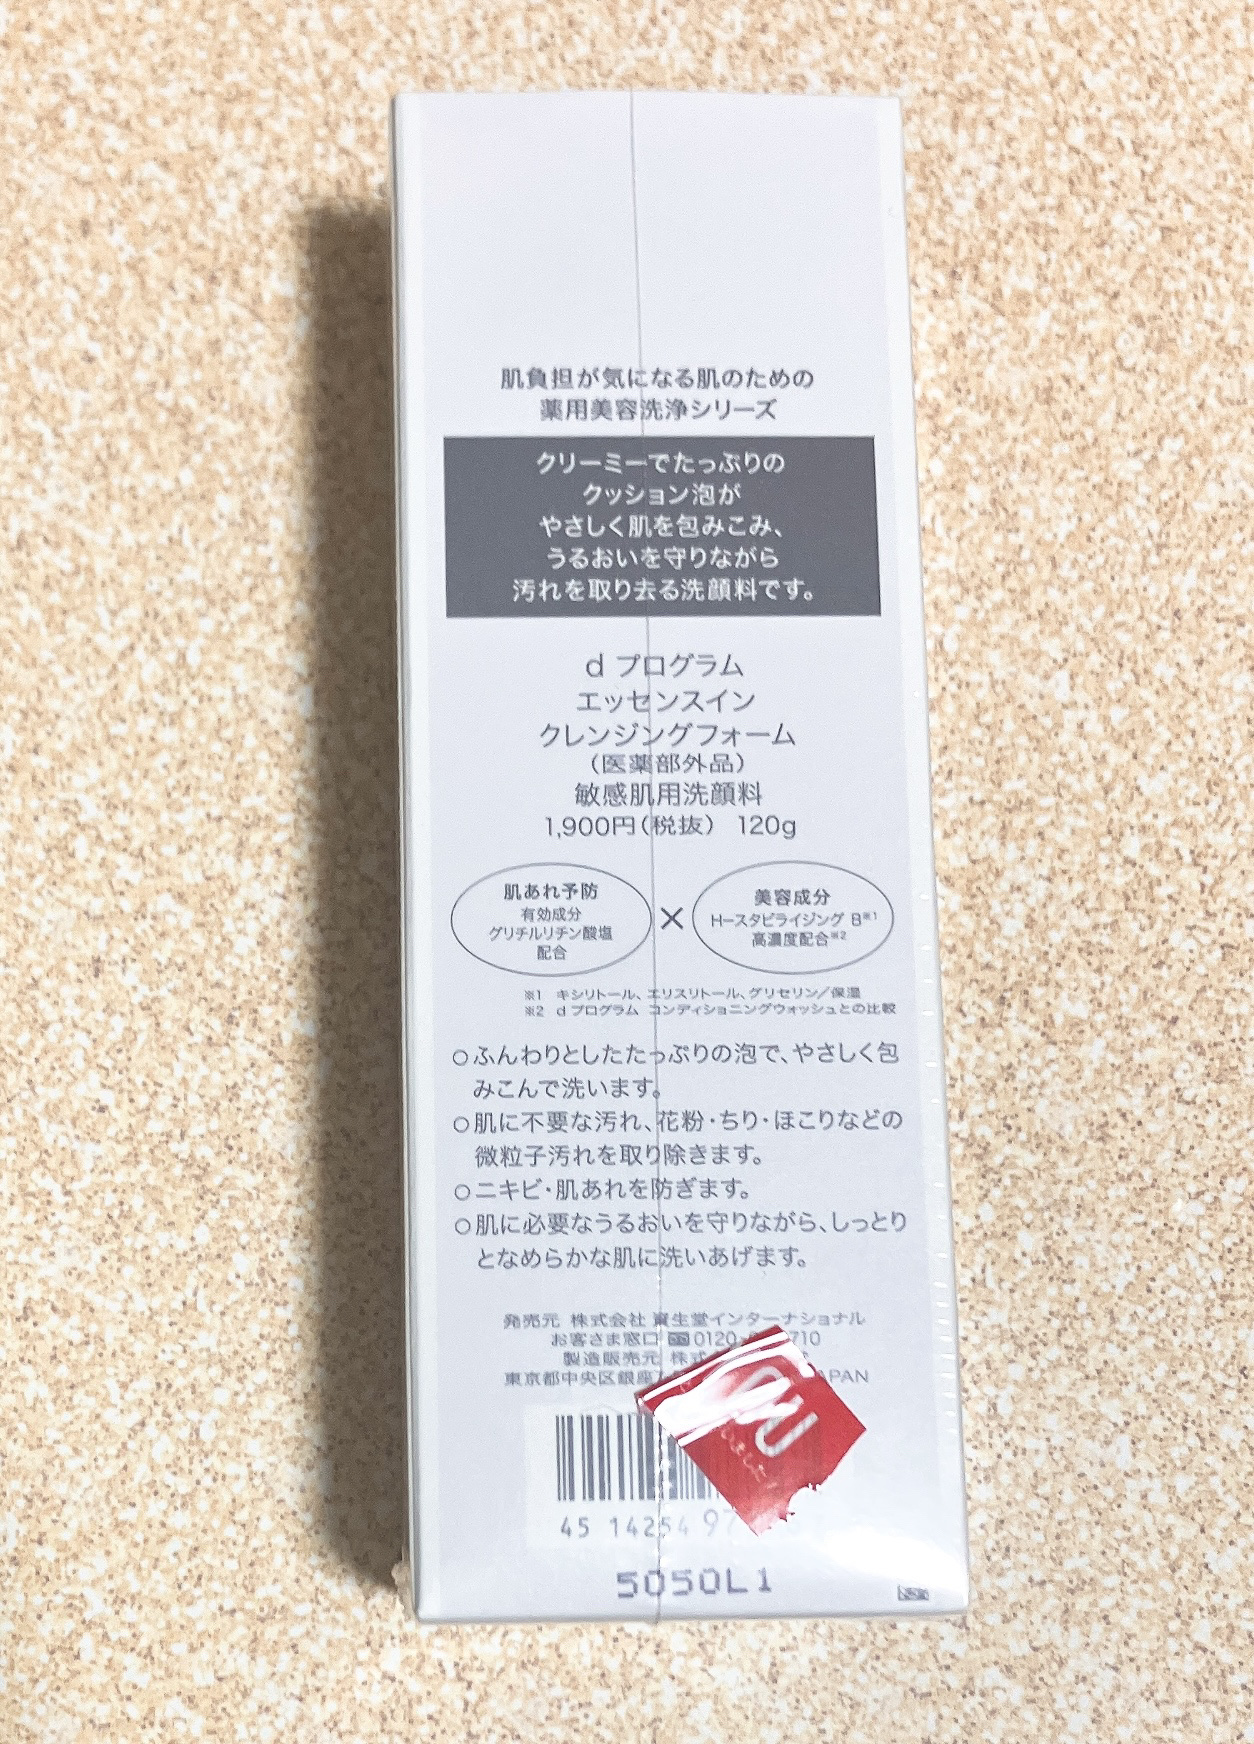 肌負担が気になる肌のための
薬用美容洗浄シリーズ
クリーミーでたっぷりの
クッション泡が
やさしく肌を包みこみ、
うるおいを守りながら
汚れを取り去る洗顔料です。
d プログラム
エッセンスイン
クレンジングフォーム
(医薬部外品)
敏感肌用洗顔料
1,900円(税抜) 120g
肌あれ予防
有効成分
グリチルリチン酸塩
配合
×
美容成分
H-スタビライジング B※1
高濃度配合※2
※1 キシリトール、エリスリトール、グリセリン/保湿
※2 d プログラム コンディショニングウォッシュとの比較
○ふんわりとしたたっぷりの泡で、やさしく包
みこんで洗います。
○肌に不要な汚れ、花粉・ちり・ほこりなどの
微粒子汚れを取り除きます。
○ニキビ・肌あれを防ぎます。
○肌に必要なうるおいを守りながら、しっとり
となめらかな肌に洗いあげます。
発売元 株式会社 資生堂インターナショナル
お客さま窓口 0120 710
製造販売元 株式
東京都中央区銀座 JAPAN
45 14254 97
5050L1